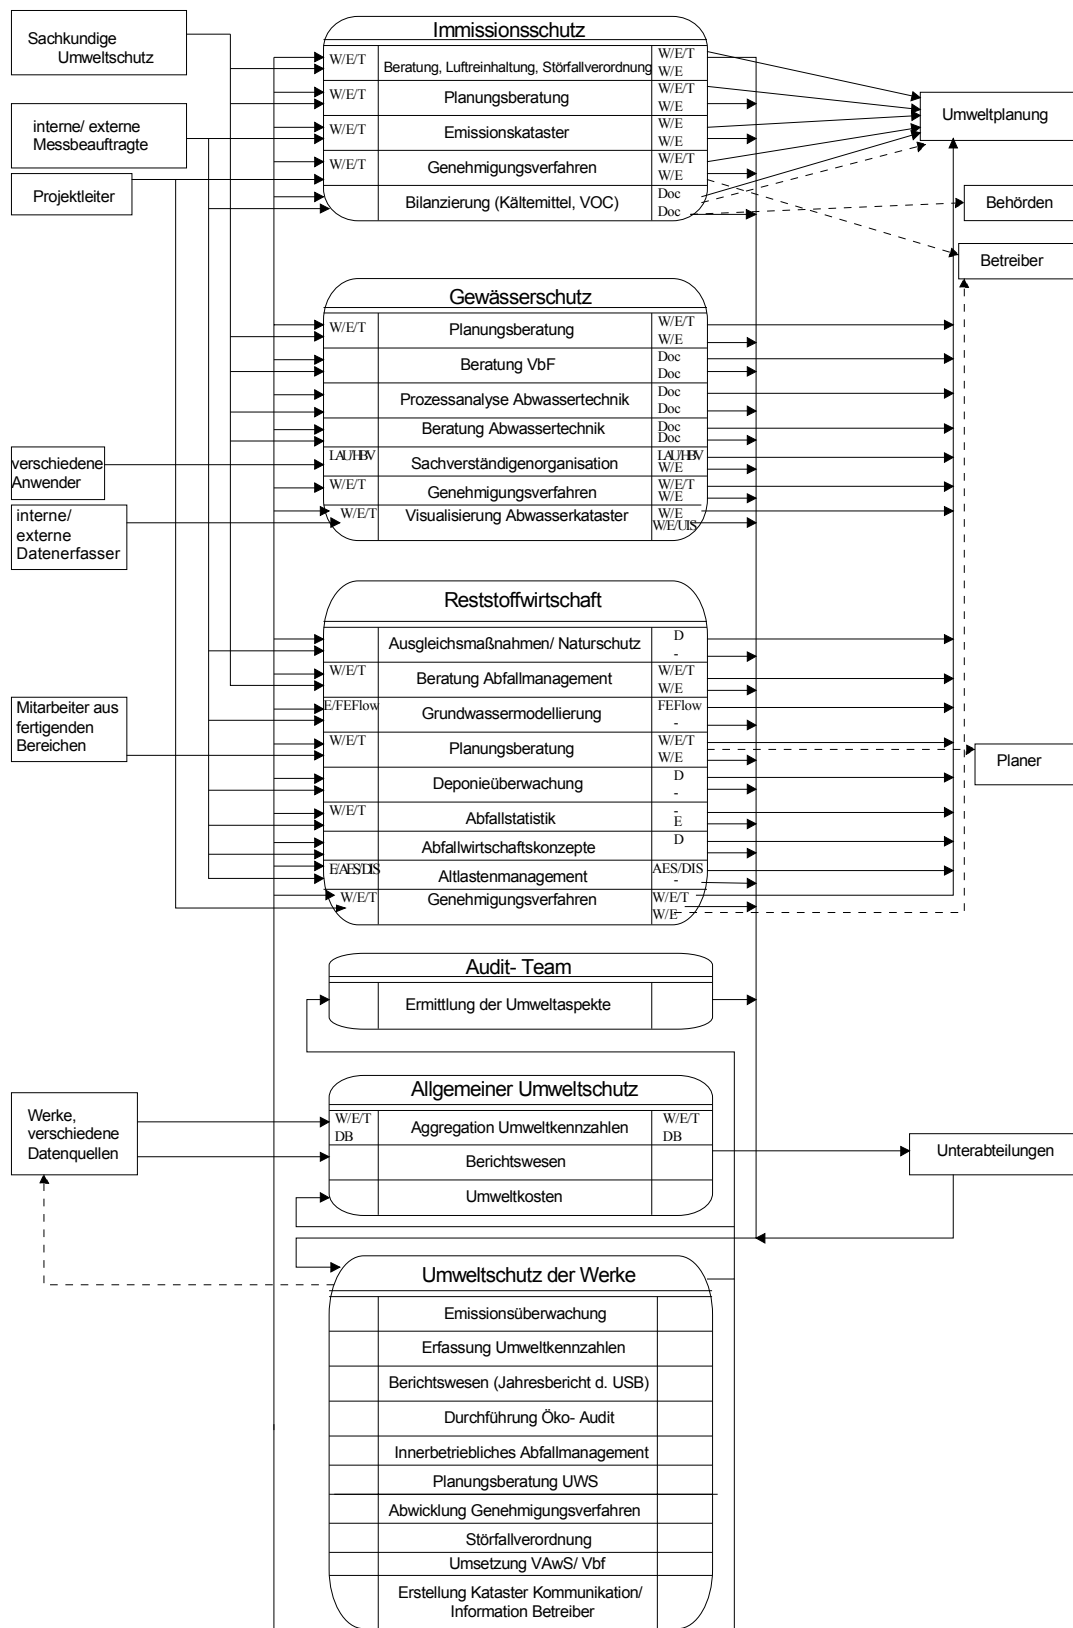 Sachkundige
Umweltschutz
interne/ externe
Messbeauftragte
Projektleiter
verschiedene
Anwender
interne/
externe
Datenerfasser
Mitarbeiter aus
fertigenden
Bereichen
Werke,
verschiedene
Datenquellen
Immissionsschutz
W/E/T
Beratung, Luftreinhaltung, Störfallverordnung
W/E/T
W/E
W/E/T
Planungsberatung
W/E/T
W/E
W/E/T
Emissionskataster
W/E
W/E
W/E/T
Genehmigungsverfahren
W/E/T
W/E
Bilanzierung (Kältemittel, VOC)
Doc
Doc
Gewässerschutz
W/E/T
Planungsberatung
W/E/T
W/E
Beratung VbF
Doc
Doc
Prozessanalyse Abwassertechnik
Doc
Doc
Beratung Abwassertechnik
Doc
Doc
LAU/HBV
Sachverständigenorganisation
LAU/HBV
W/E
W/E/T
Genehmigungsverfahren
W/E/T
W/E
W/E/T
Visualisierung Abwasserkataster
W/E
W/E/UIS
Reststoffwirtschaft
Ausgleichsmaßnahmen/ Naturschutz
D
-
W/E/T
Beratung Abfallmanagement
W/E/T
W/E
E/FEFlow
Grundwassermodellierung
FEFlow
-
W/E/T
Planungsberatung
W/E/T
W/E
Deponieüberwachung
D
-
W/E/T
Abfallstatistik
-
E
Abfallwirtschaftskonzepte
D
E/AES/DIS
Altlastenmanagement
AES/DIS
-
W/E/T
Genehmigungsverfahren
W/E/T
W/E
Audit- Team
Ermittlung der Umweltaspekte
Allgemeiner Umweltschutz
W/E/T
DB
Aggregation Umweltkennzahlen
W/E/T
DB
Berichtswesen
Umweltkosten
Umweltschutz der Werke
Emissionsüberwachung
Erfassung Umweltkennzahlen
Berichtswesen (Jahresbericht d. USB)
Durchführung Öko- Audit
Innerbetriebliches Abfallmanagement
Planungsberatung UWS
Abwicklung Genehmigungsverfahren
Störfallverordnung
Umsetzung VAwS/ Vbf
Erstellung Kataster Kommunikation/
Information Betreiber
Umweltplanung
Behörden
Betreiber
Planer
Unterabteilungen